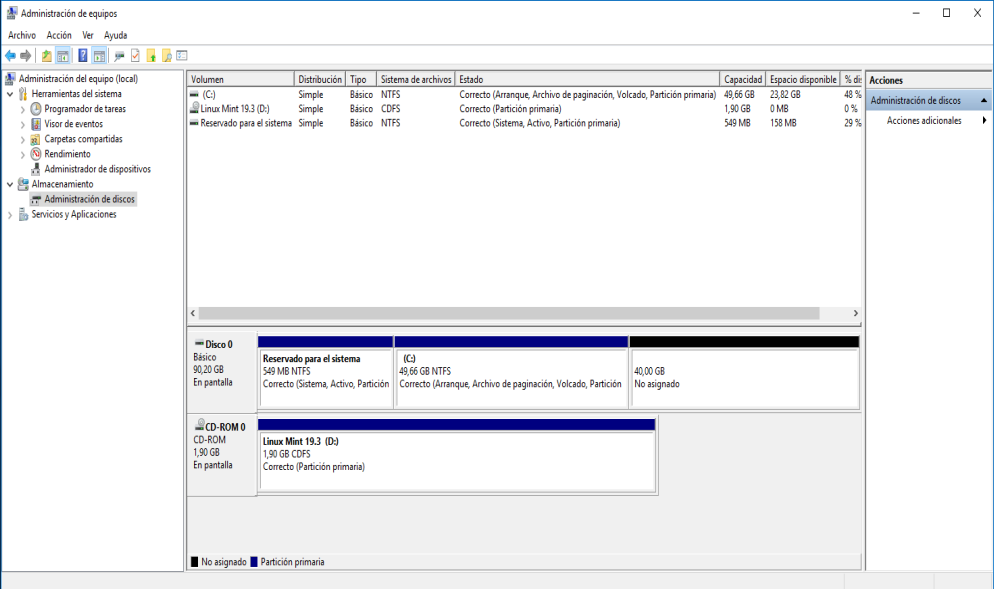 Administración de equipos
Archivo Acción Ver Ayuda
Administración del equipo (local)
Herramientas del sistema
Programador de tareas
Visor de eventos
Carpetas compartidas
Rendimiento
Administrador de dispositivos
Almacenamiento
Administración de discos
Servicios y Aplicaciones
Volumen Distribución Tipo Sistema de archivos Estado Capacidad Espacio disponible % di
(C:) Simple Básico NTFS Correcto (Arranque, Archivo de paginación, Volcado, Partición primaria) 49,66 GB 23,82 GB 48 %
Linux Mint 19.3 (D:) Simple Básico CDFS Correcto (Partición primaria) 1,90 GB 0 MB 0 %
Reservado para el sistema Simple Básico NTFS Correcto (Sistema, Activo, Partición primaria) 549 MB 158 MB 29 %
Disco 0
Básico
90,20 GB
En pantalla
Reservado para el sistema
549 MB NTFS
Correcto (Sistema, Activo, Partición
(C:)
49,66 GB NTFS
Correcto (Arranque, Archivo de paginación, Volcado, Partición
40,00 GB
No asignado
CD-ROM 0
CD-ROM
1,90 GB
En pantalla
Linux Mint 19.3 (D:)
1,90 GB CDFS
Correcto (Partición primaria)
No asignado Partición primaria
Acciones
Administración de discos
Acciones adicionales